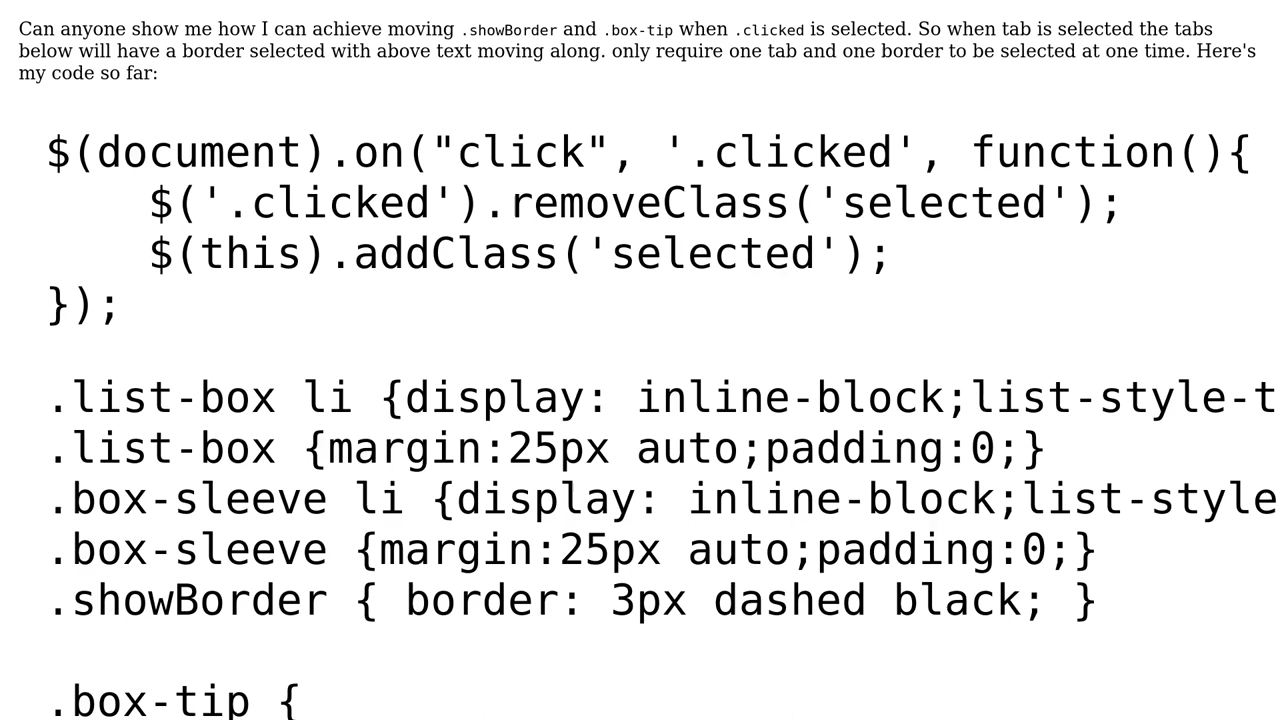 Can anyone show me how I can achieve moving .showBorder and .box-tip when .clicked is selected. So when tab is selected the tabs
below will have a border selected with above text moving along. only require one tab and one border to be selected at one time. Here's
my code so far:
$(document).on("click", '.clicked', function(){
    $('.clicked').removeClass('selected');
    $(this).addClass('selected');
});
.list-box li {display: inline-block;list-style-t
.list-box {margin:25px auto;padding:0;}
.box-sleeve li {display: inline-block;list-style
.box-sleeve {margin:25px auto;padding:0;}
.showBorder { border: 3px dashed black; }
.box-tip {